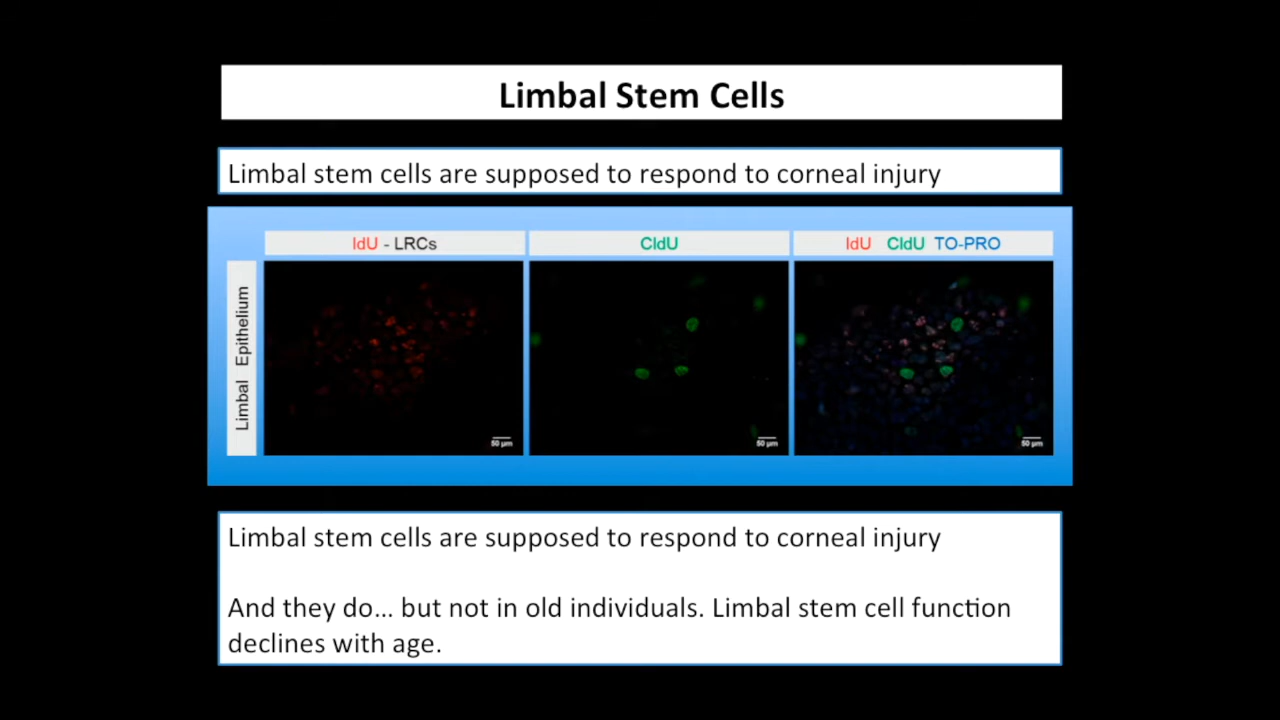 Limbal Stem Cells
Limbal stem cells are supposed to respond to corneal injury
IdU - LRCs
CldU
IdU CldU TO-PRO
Limbal Epithelium
50 µm
50 µm
50 µm
Limbal stem cells are supposed to respond to corneal injury
And they do... but not in old individuals. Limbal stem cell function
declines with age.